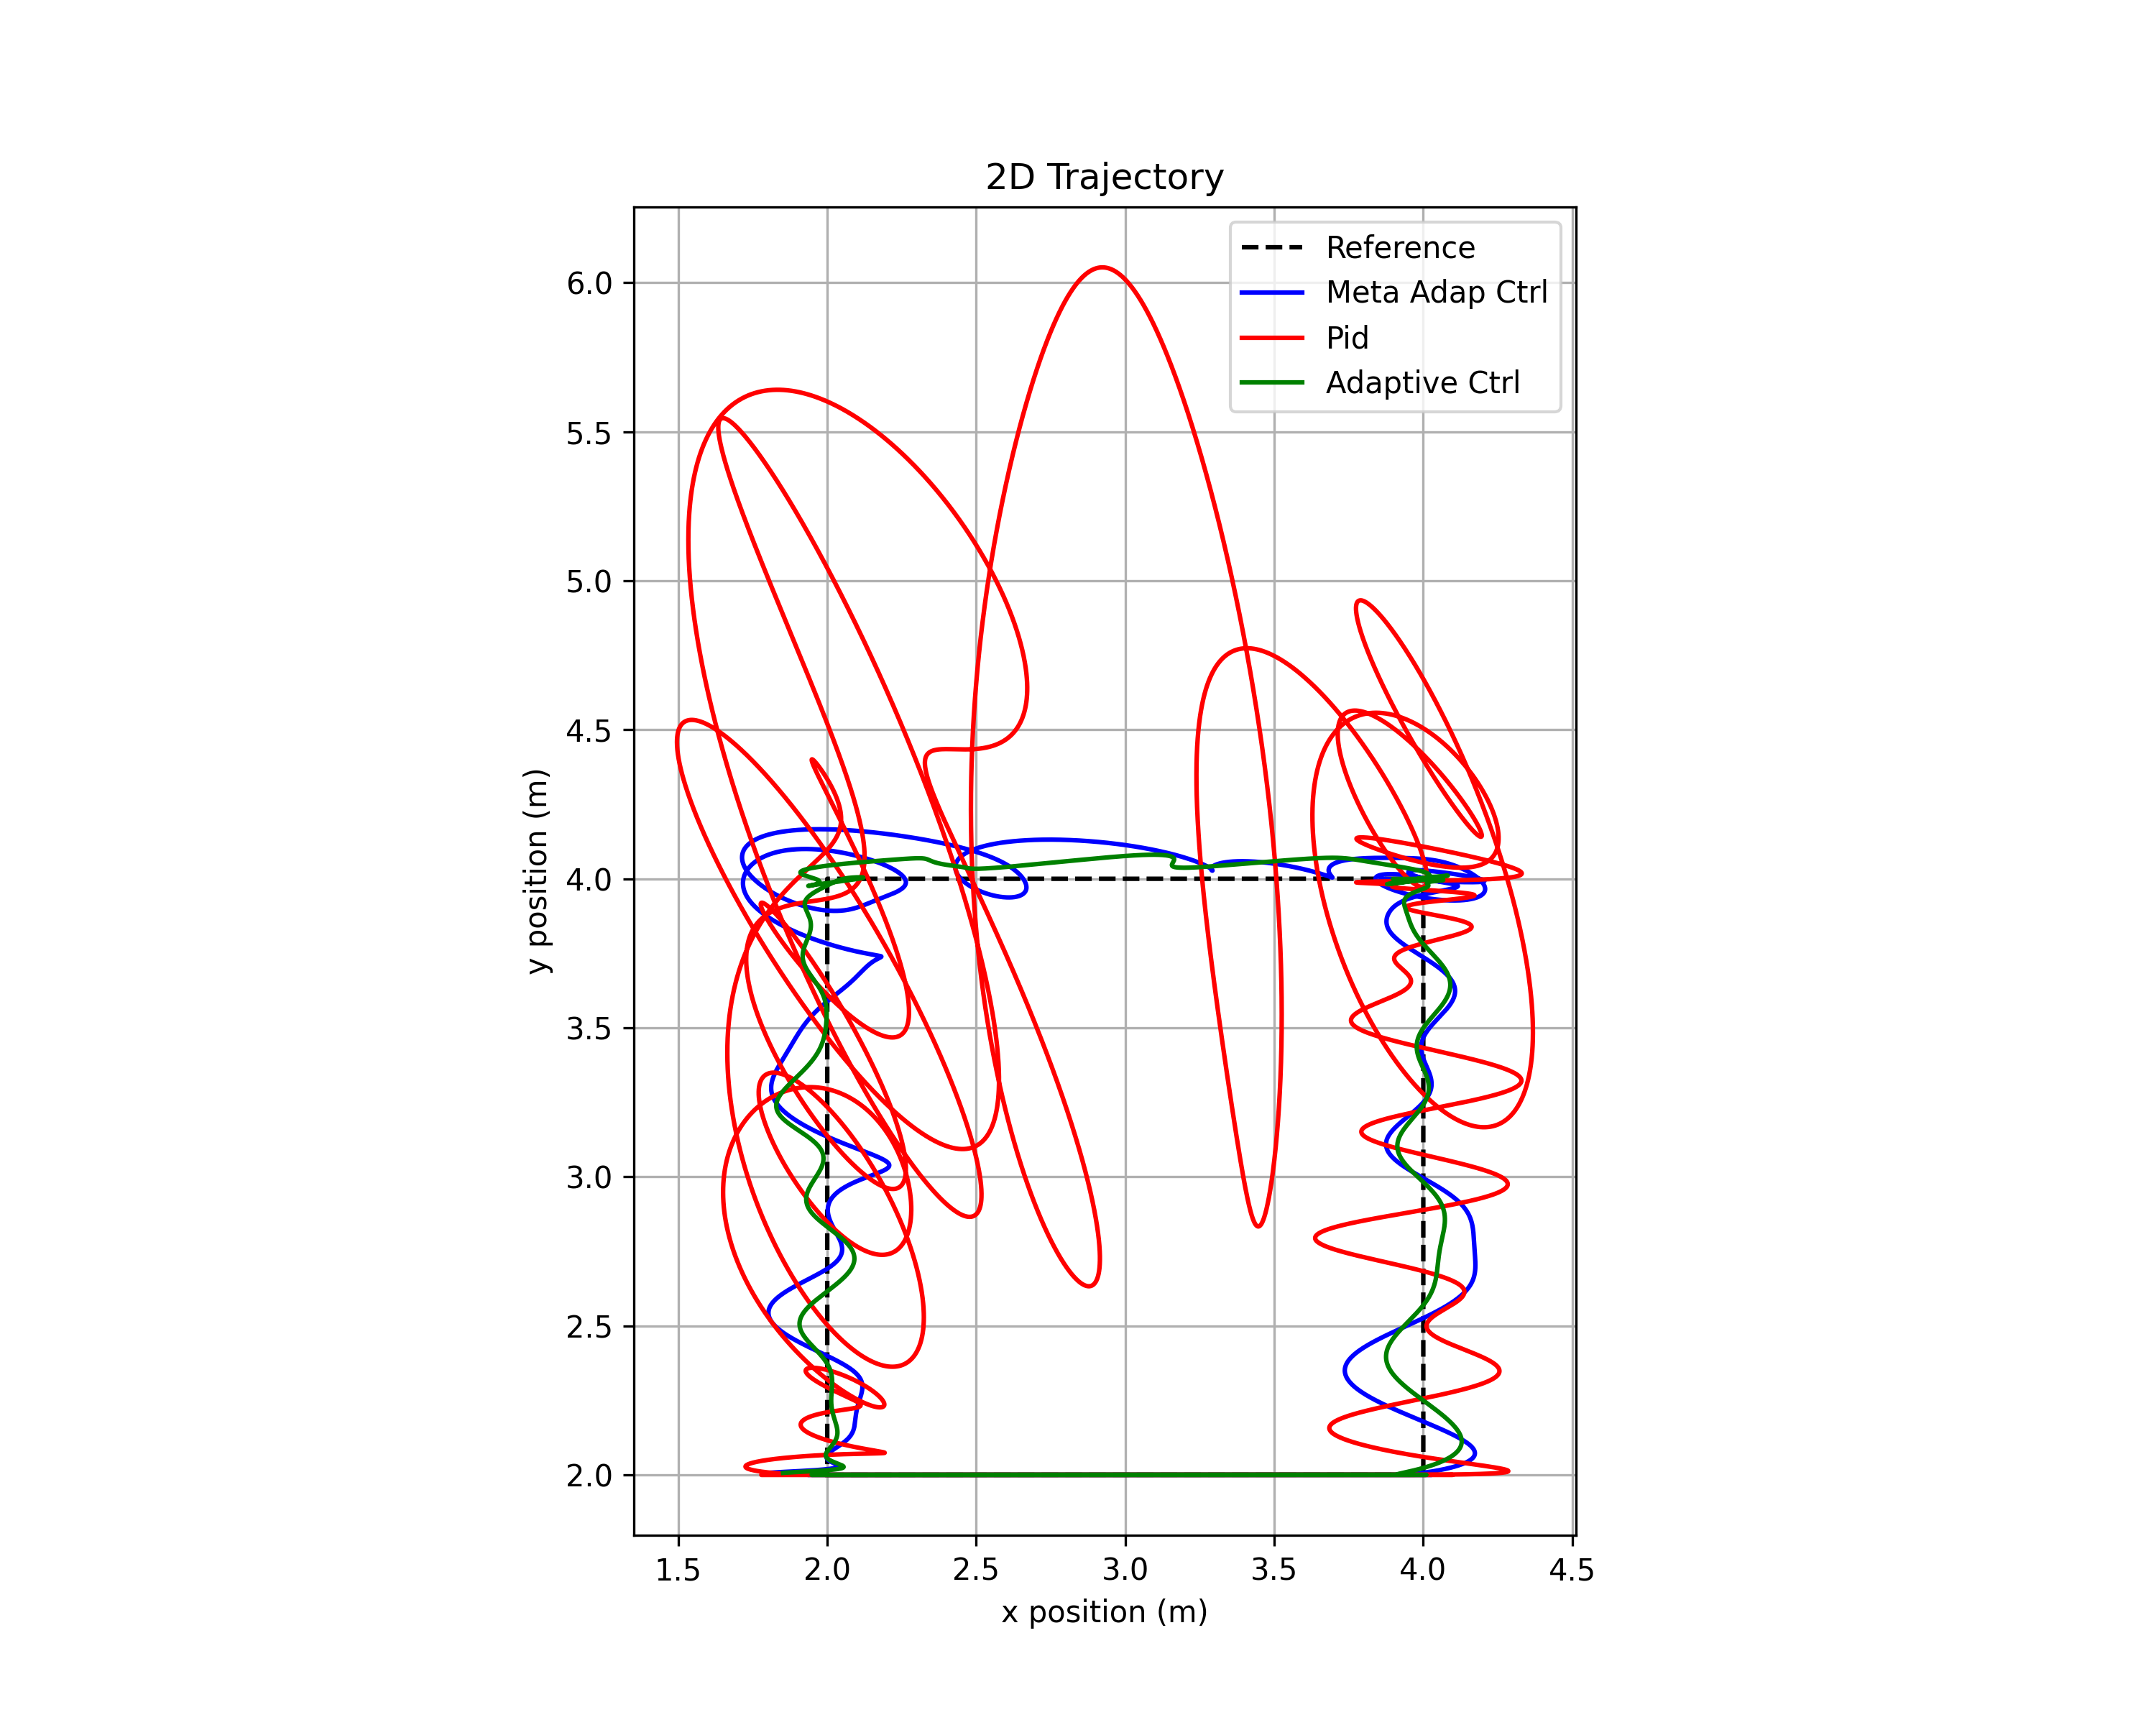 2D Trajectory
Reference
Meta Adap Ctrl
Pid
Adaptive Ctrl
6.0
5.5
5.0
4.5
4.0
3.5
3.0
2.5
2.0
y position (m)
1.5 2.0 2.5 3.0 3.5 4.0 4.5
x position (m)